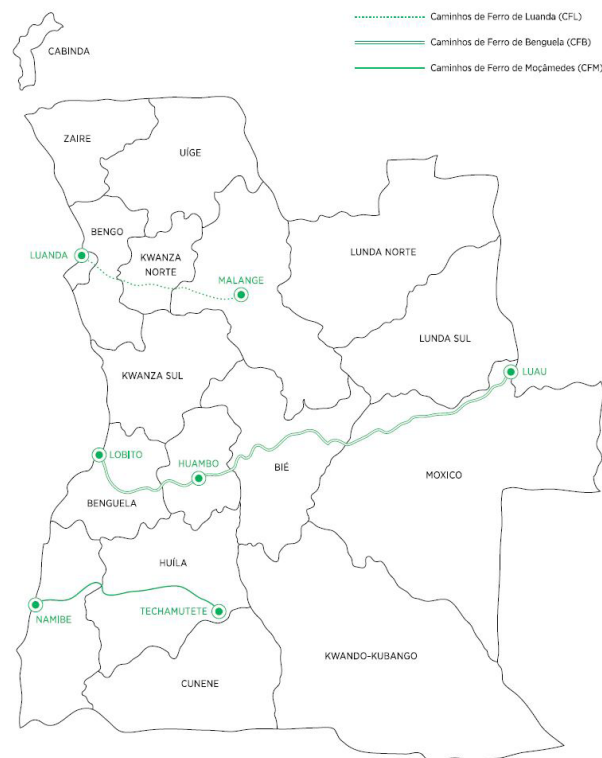 Caminhos de Ferro de Luanda (CFL)
Caminhos de Ferro de Benguela (CFB)
Caminhos de Ferro de Moçâmedes (CFM)
CABINDA
ZAIRE
UÍGE
BENGO
LUANDA
KWANZA
NORTE
MALANGE
LUNDA NORTE
LUNDA SUL
KWANZA SUL
LUAU
LOBITO
HUAMBO
BIÉ
MOXICO
BENGUELA
HUÍLA
NAMIBE
TECHAMUTETE
KWANDO-KUBANGO
CUNENE